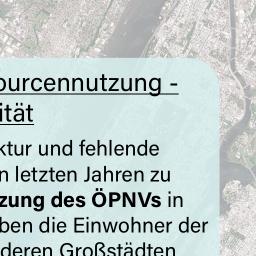 ourcennutzung -
ität
ktur und fehlende
n letzten Jahren zu
zung des ÖPNVs in
ben die Einwohner der
deren Großstädten